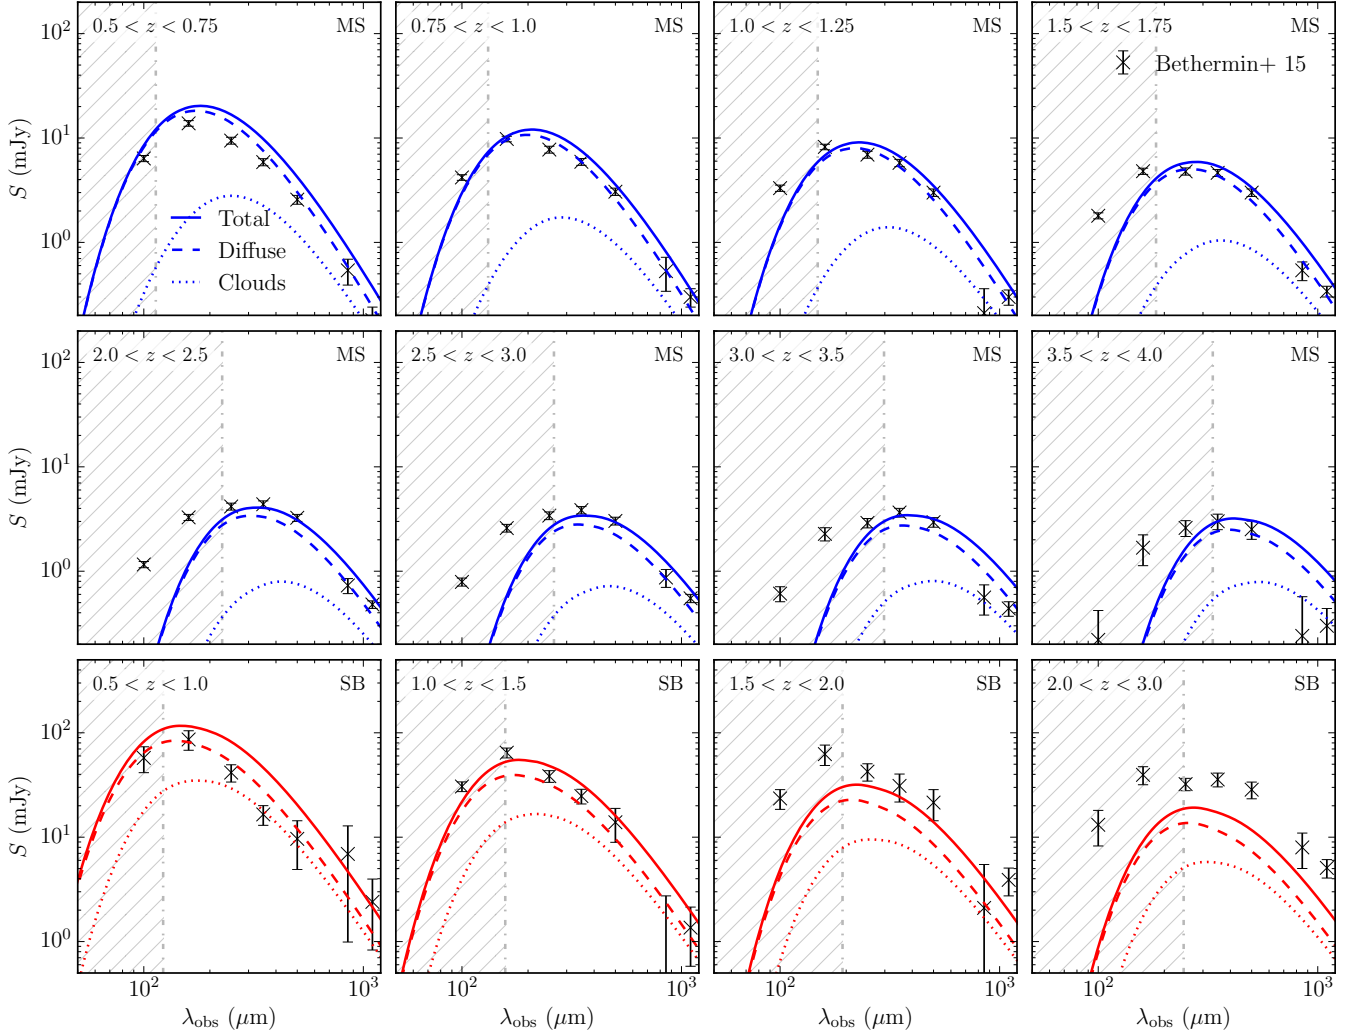 0.5 < z < 0.75 MS
0.75 < z < 1.0 MS
1.0 < z < 1.25 MS
1.5 < z < 1.75 MS
Bethermin+ 15
10²
10¹
10⁰
S (mJy)
Total
Diffuse
Clouds
2.0 < z < 2.5 MS
2.5 < z < 3.0 MS
3.0 < z < 3.5 MS
3.5 < z < 4.0 MS
10²
10¹
10⁰
S (mJy)
0.5 < z < 1.0 SB
1.0 < z < 1.5 SB
1.5 < z < 2.0 SB
2.0 < z < 3.0 SB
10²
10¹
10⁰
S (mJy)
10² 10³
10² 10³
10² 10³
10² 10³
λobs (μm)
λobs (μm)
λobs (μm)
λobs (μm)